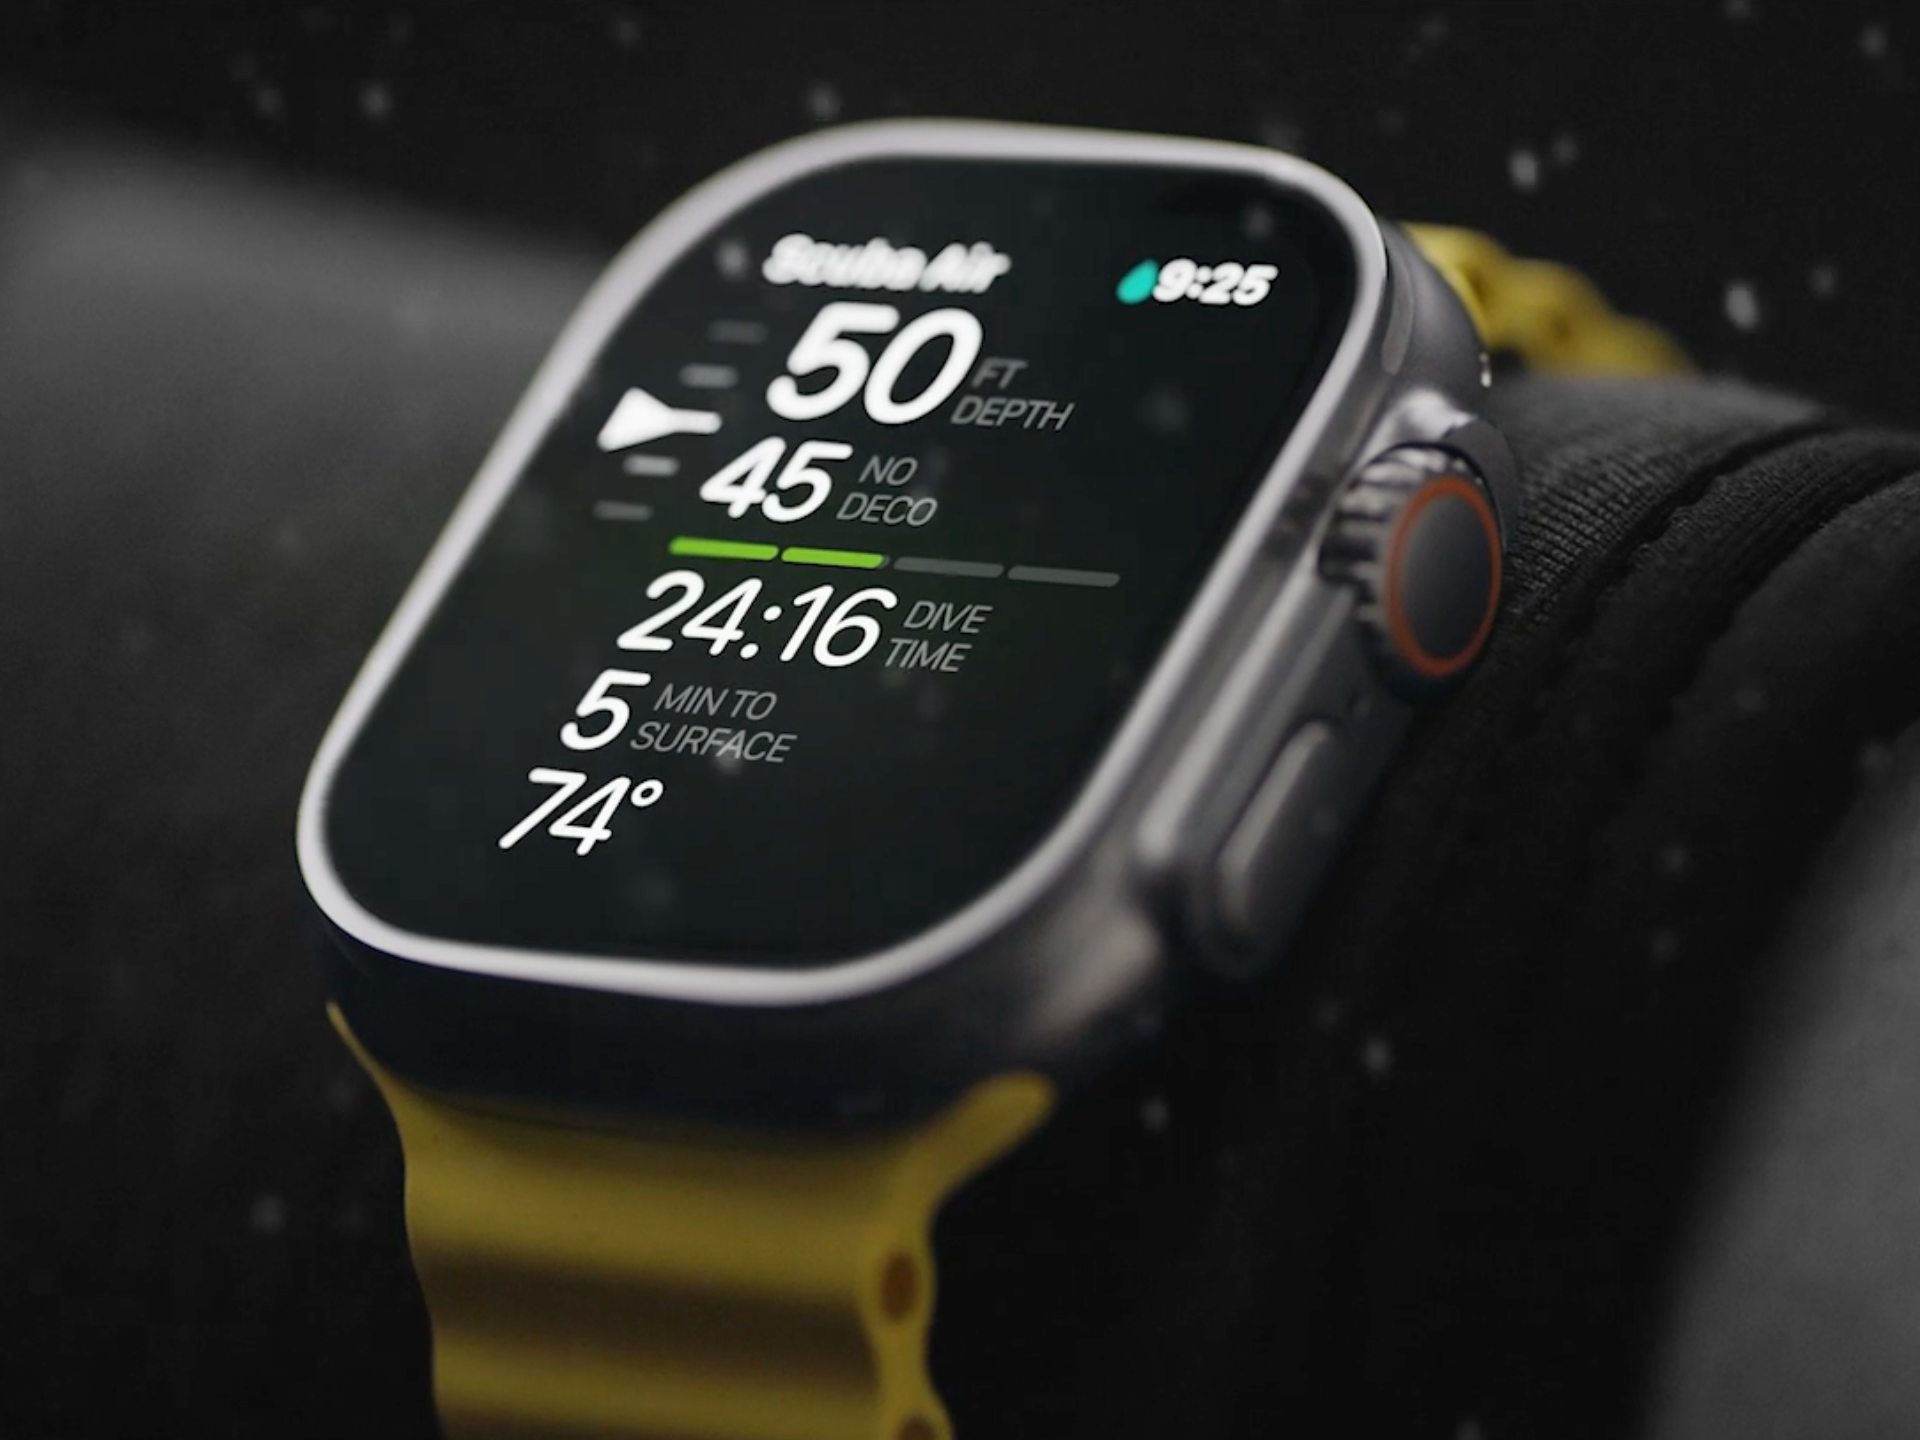 Scuba Air
9:25
50 FT
DEPTH
45 NO
DECO
24:16 DIVE
TIME
5 MIN TO
SURFACE
74°